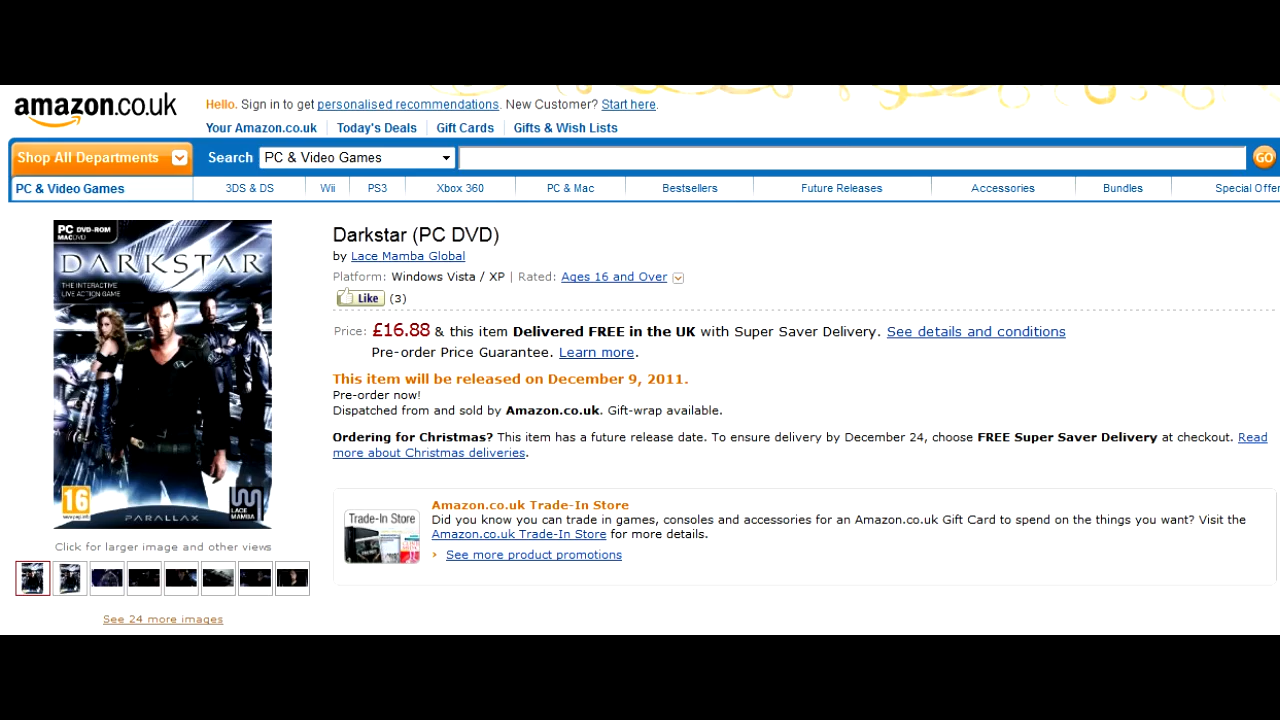 amazon.co.uk
Hello. Sign in to get personalised recommendations. New Customer? Start here.
Your Amazon.co.uk Today's Deals Gift Cards Gifts & Wish Lists
Shop All Departments Search PC & Video Games GO
PC & Video Games 3DS & DS Wii PS3 Xbox 360 PC & Mac Bestsellers Future Releases Accessories Bundles Special Offer
PC DVD-ROM
MAC DVD
DARKSTAR
THE INTERACTIVE
LIVE ACTION GAME
16
LACE
MAMBA
PARALLAX
Click for larger image and other views
See 24 more images
Darkstar (PC DVD)
by Lace Mamba Global
Platform: Windows Vista / XP | Rated: Ages 16 and Over
Like (3)
Price: £16.88 & this item Delivered FREE in the UK with Super Saver Delivery. See details and conditions
Pre-order Price Guarantee. Learn more.
This item will be released on December 9, 2011.
Pre-order now!
Dispatched from and sold by Amazon.co.uk. Gift-wrap available.
Ordering for Christmas? This item has a future release date. To ensure delivery by December 24, choose FREE Super Saver Delivery at checkout. Read
more about Christmas deliveries.
Trade-In Store
Amazon.co.uk Trade-In Store
Did you know you can trade in games, consoles and accessories for an Amazon.co.uk Gift Card to spend on the things you want? Visit the
Amazon.co.uk Trade-In Store for more details.
› See more product promotions